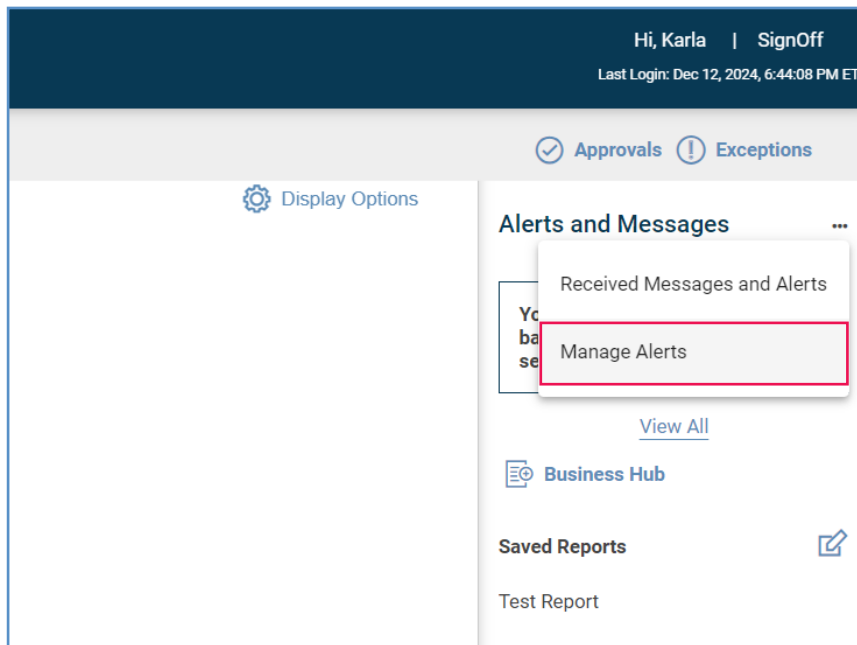 Hi, Karla | SignOff
Last Login: Dec 12, 2024, 6:44:08 PM ET
Approvals Exceptions
Display Options
Alerts and Messages ...
Received Messages and Alerts
Manage Alerts
View All
Business Hub
Saved Reports
Test Report